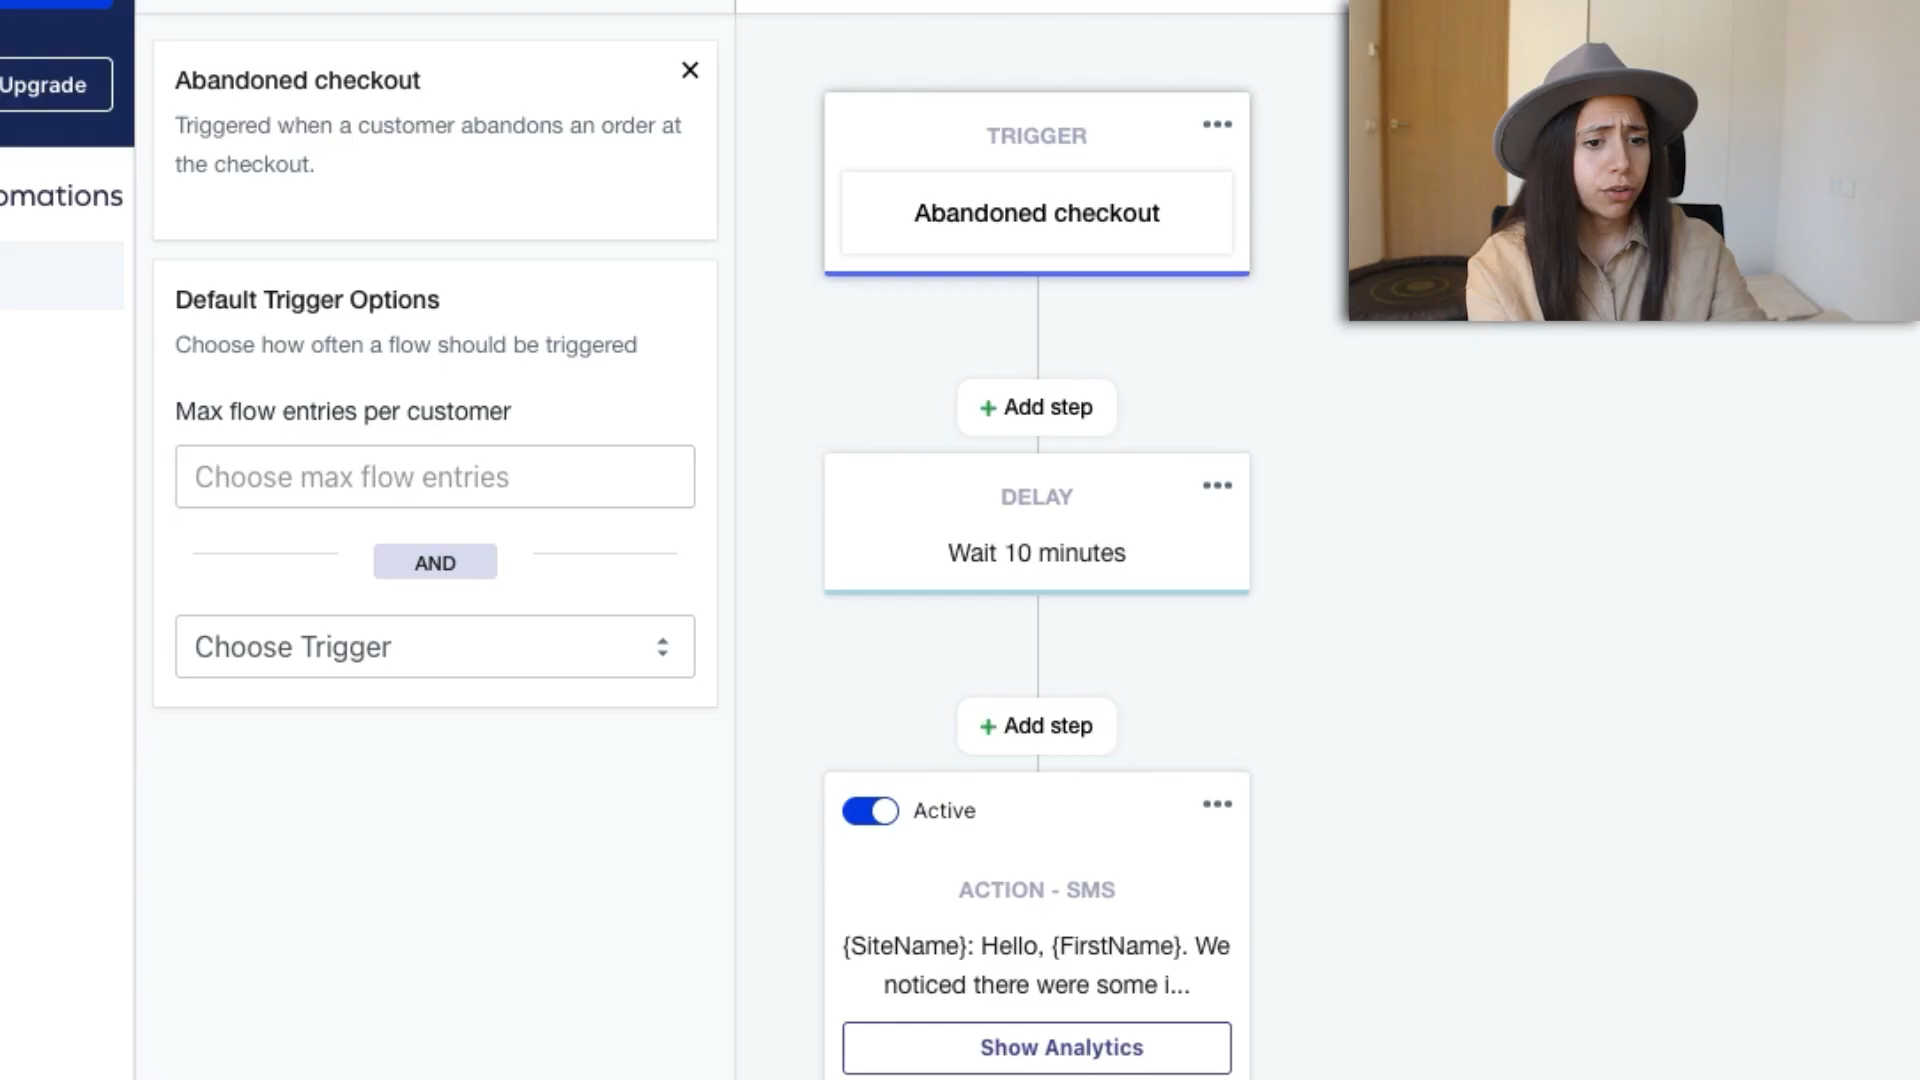 Upgrade
omations
Abandoned checkout
Triggered when a customer abandons an order at
the checkout.
Default Trigger Options
Choose how often a flow should be triggered
Max flow entries per customer
Choose max flow entries
AND
Choose Trigger
TRIGGER
Abandoned checkout
+ Add step
DELAY
Wait 10 minutes
+ Add step
Active
ACTION - SMS
{SiteName}: Hello, {FirstName}. We
noticed there were some i...
Show Analytics